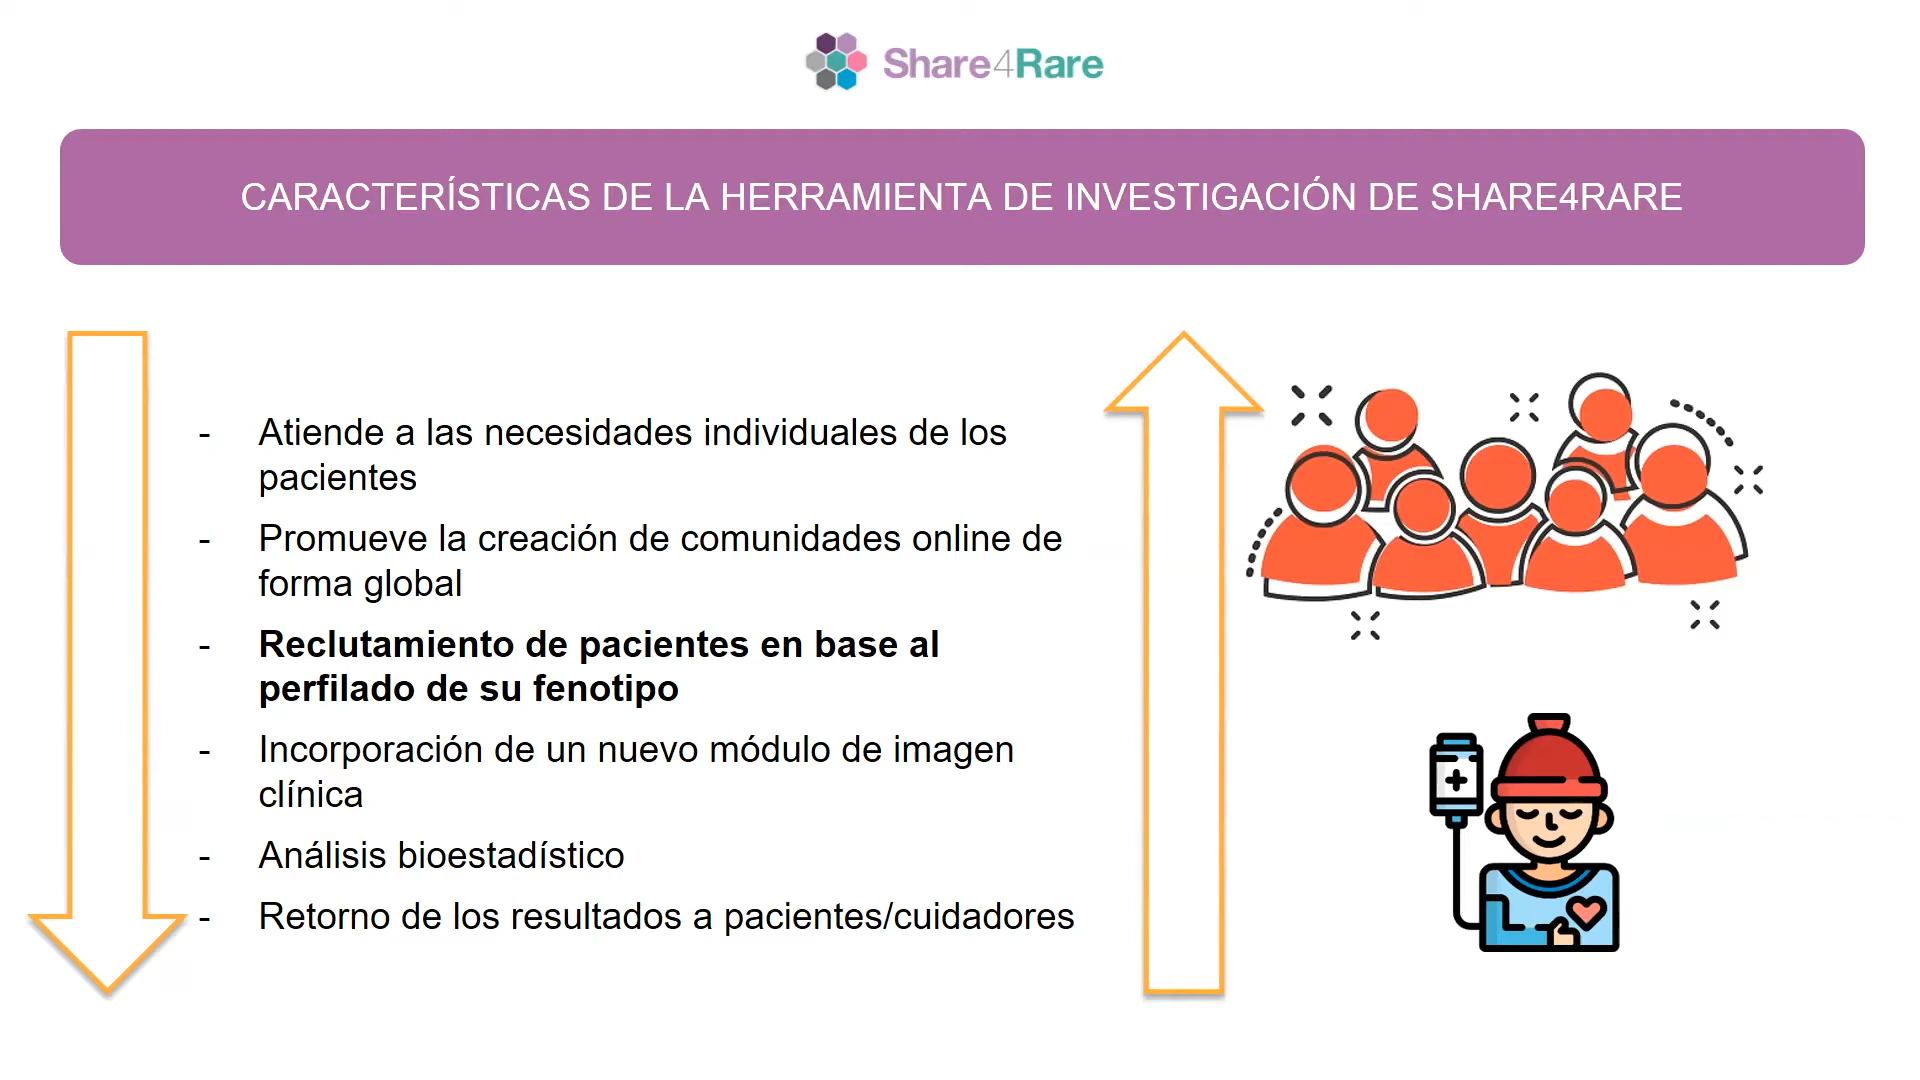 Share4Rare
CARACTERÍSTICAS DE LA HERRAMIENTA DE INVESTIGACIÓN DE SHARE4RARE
- Atiende a las necesidades individuales de los
pacientes
- Promueve la creación de comunidades online de
forma global
- Reclutamiento de pacientes en base al
perfilado de su fenotipo
- Incorporación de un nuevo módulo de imagen
clínica
- Análisis bioestadístico
- Retorno de los resultados a pacientes/cuidadores